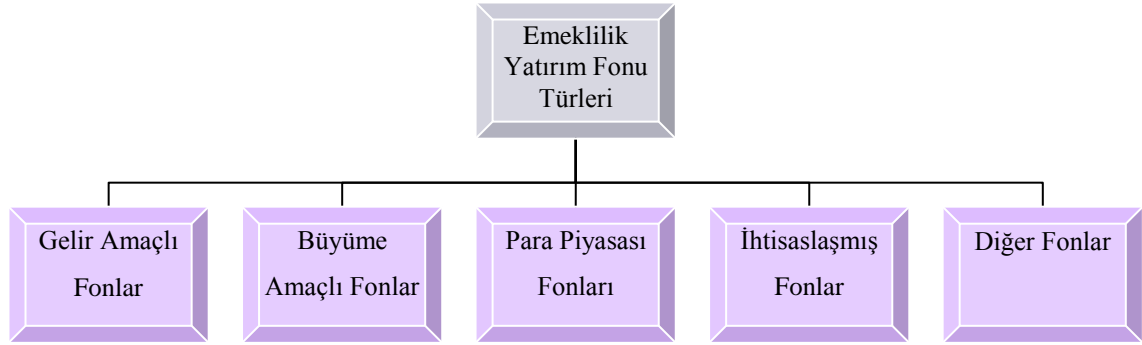 Emeklilik
Yatırım Fonu
Türleri
Gelir Amaçlı
Fonlar
Büyüme
Amaçlı Fonlar
Para Piyasası
Fonları
İhtisaslaşmış
Fonlar
Diğer Fonlar